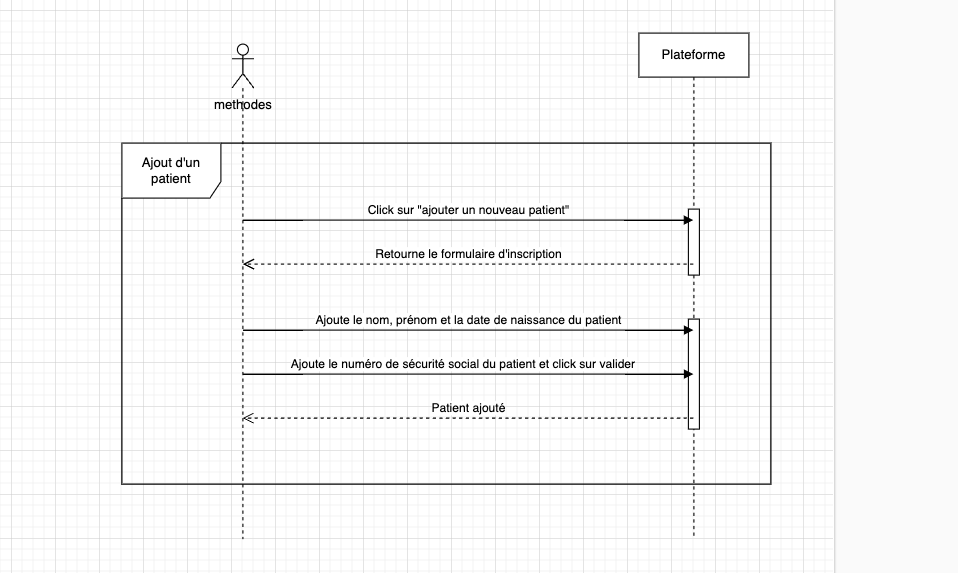 Plateforme
methodes
Ajout d'un
patient
Click sur "ajouter un nouveau patient"
Retourne le formulaire d'inscription
Ajoute le nom, prénom et la date de naissance du patient
Ajoute le numéro de sécurité social du patient et click sur valider
Patient ajouté